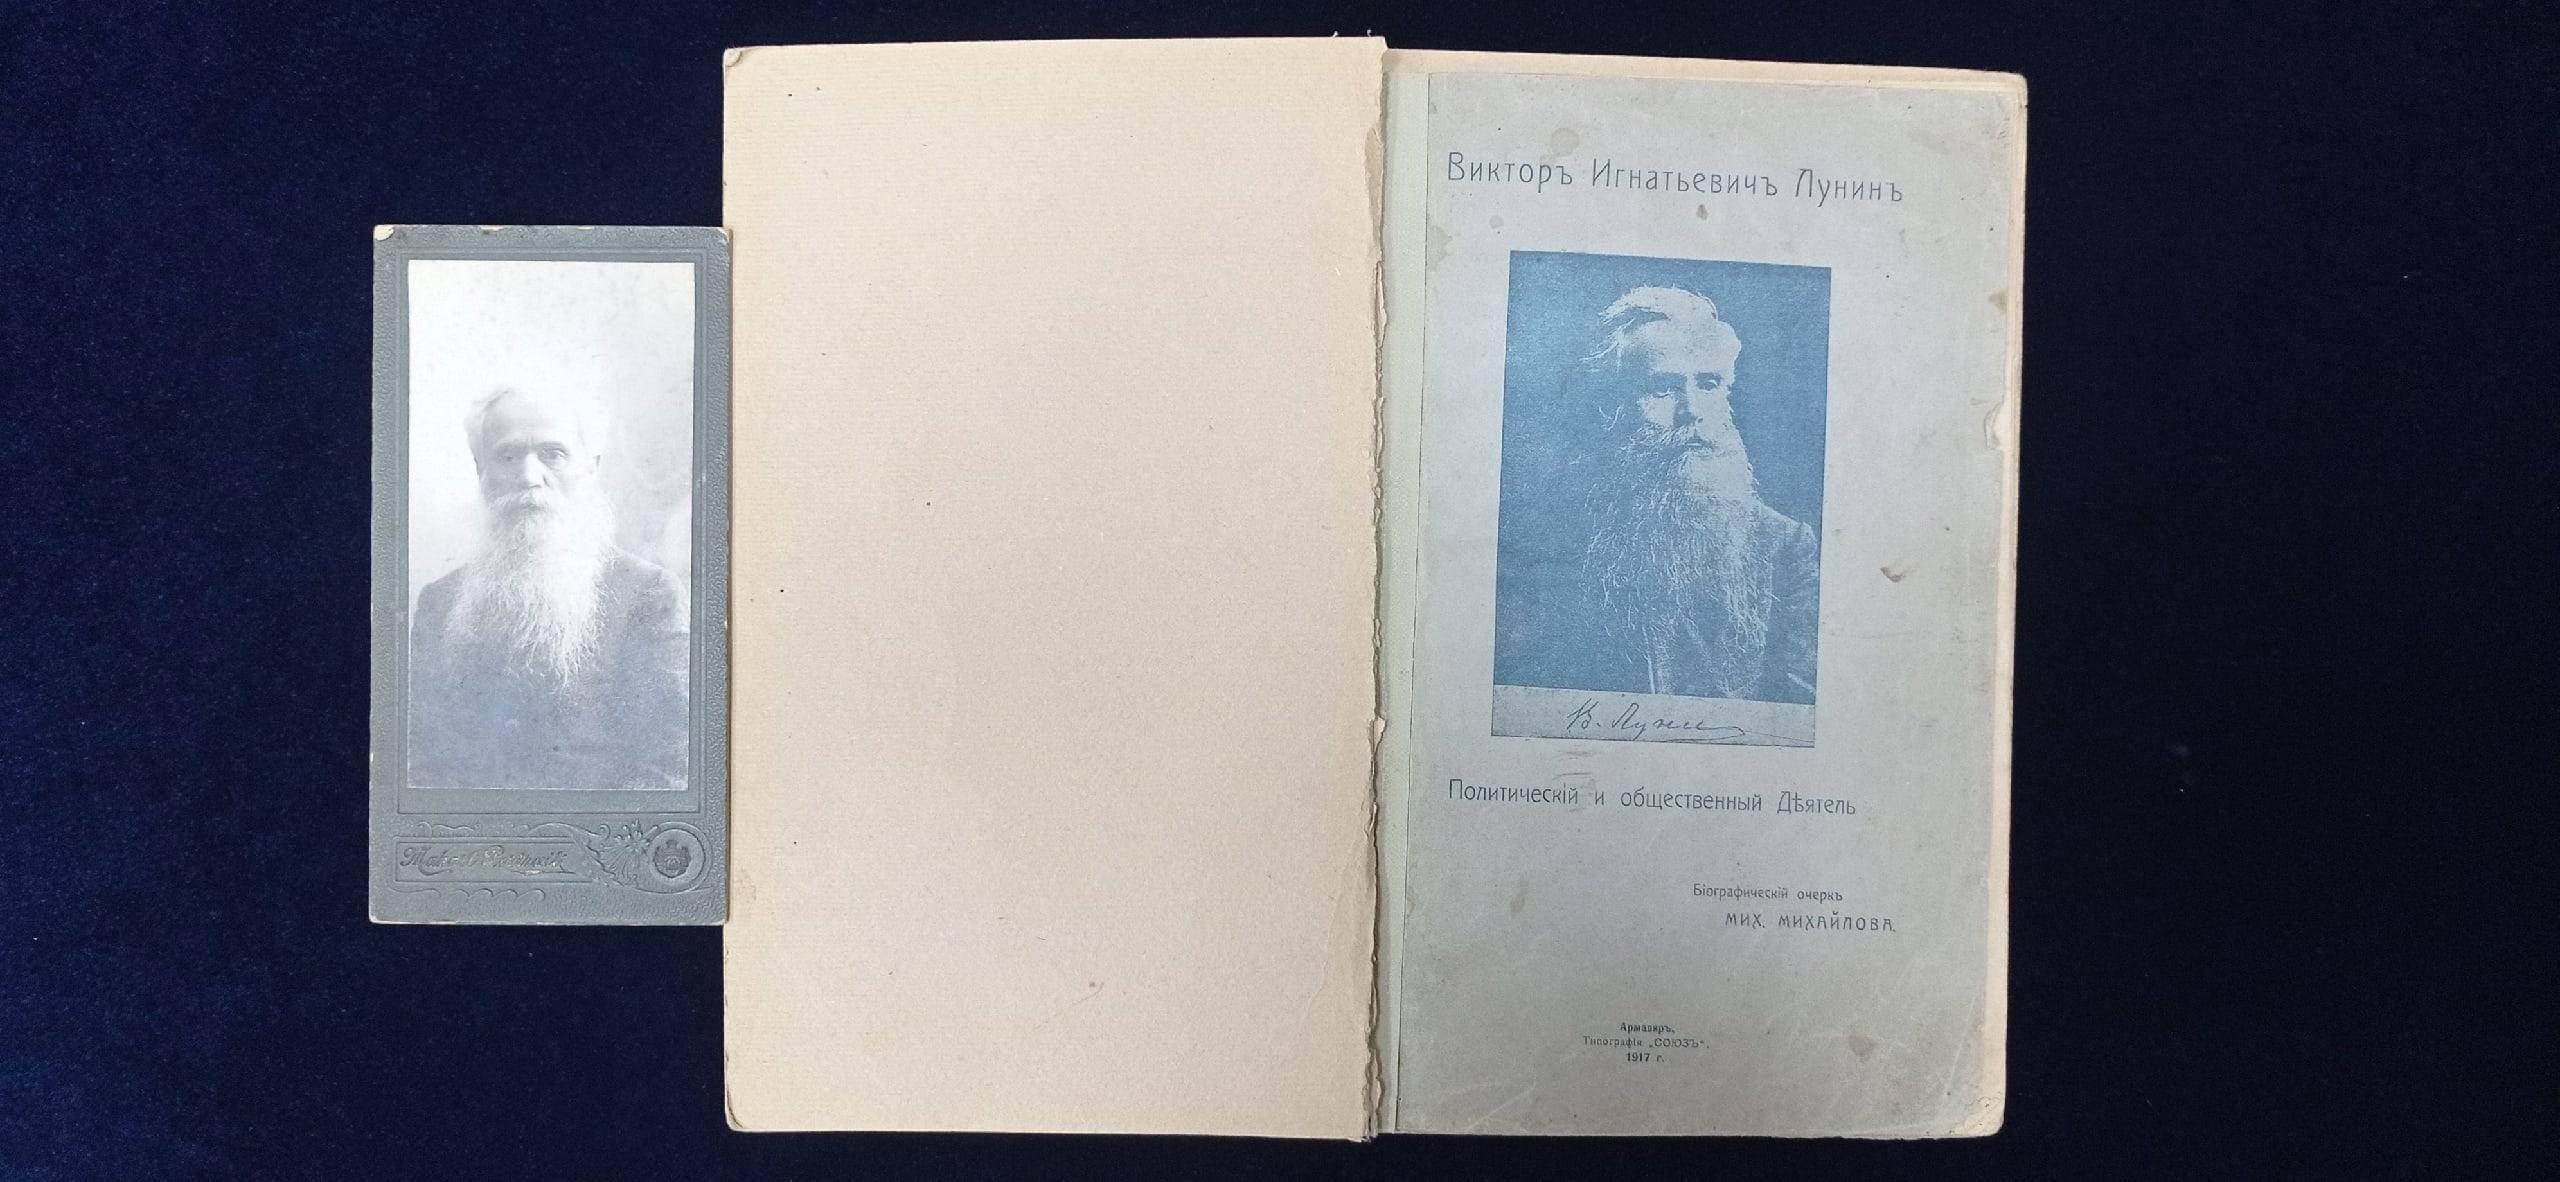 Викторъ Игнатьевичъ Лунинъ
В. Лунин
Политическій и общественный Дѣятель
Біографическій очеркъ
МИХ. МИХАЙЛОВА.
Армавиръ,
Типографія „СОЮЗЪ".
1917 г.